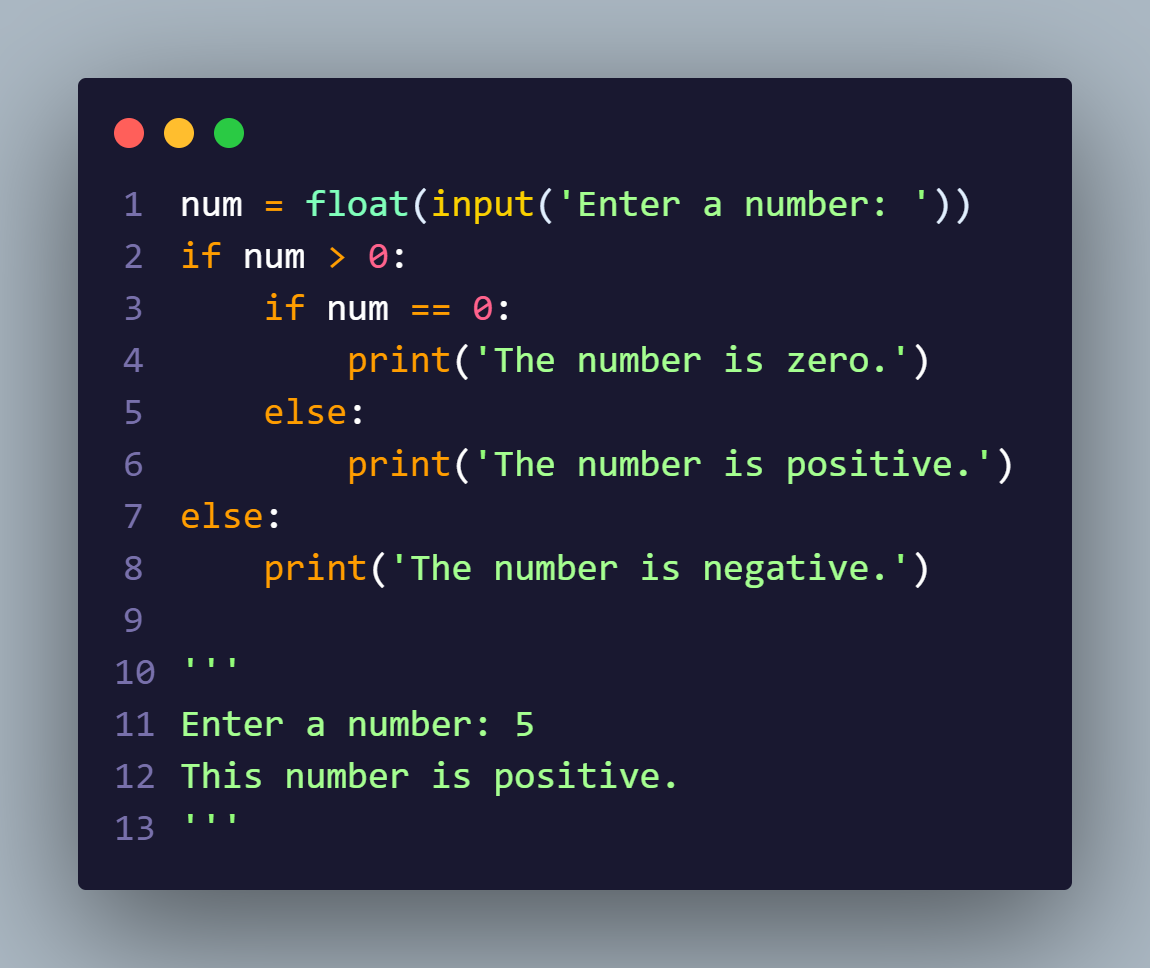 1 num = float(input('Enter a number: '))
2 if num > 0:
3     if num == 0:
4         print('The number is zero.')
5     else:
6         print('The number is positive.')
7 else:
8     print('The number is negative.')
9
10 '''
11 Enter a number: 5
12 This number is positive.
13 '''